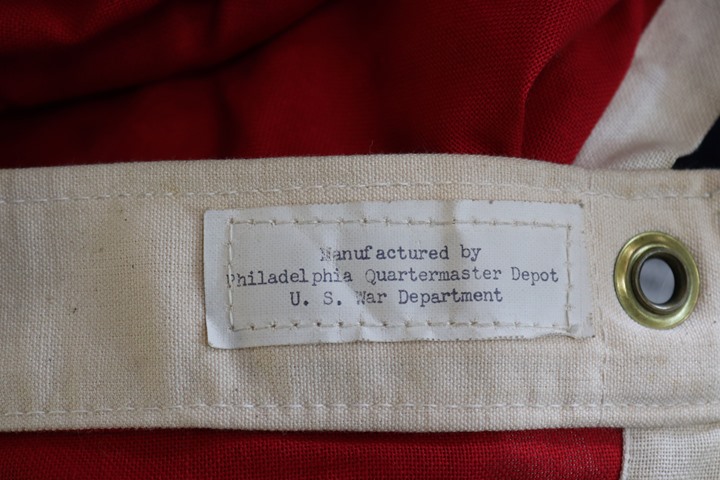 Manufactured by
Philadelphia Quartermaster Depot
U. S. War Department